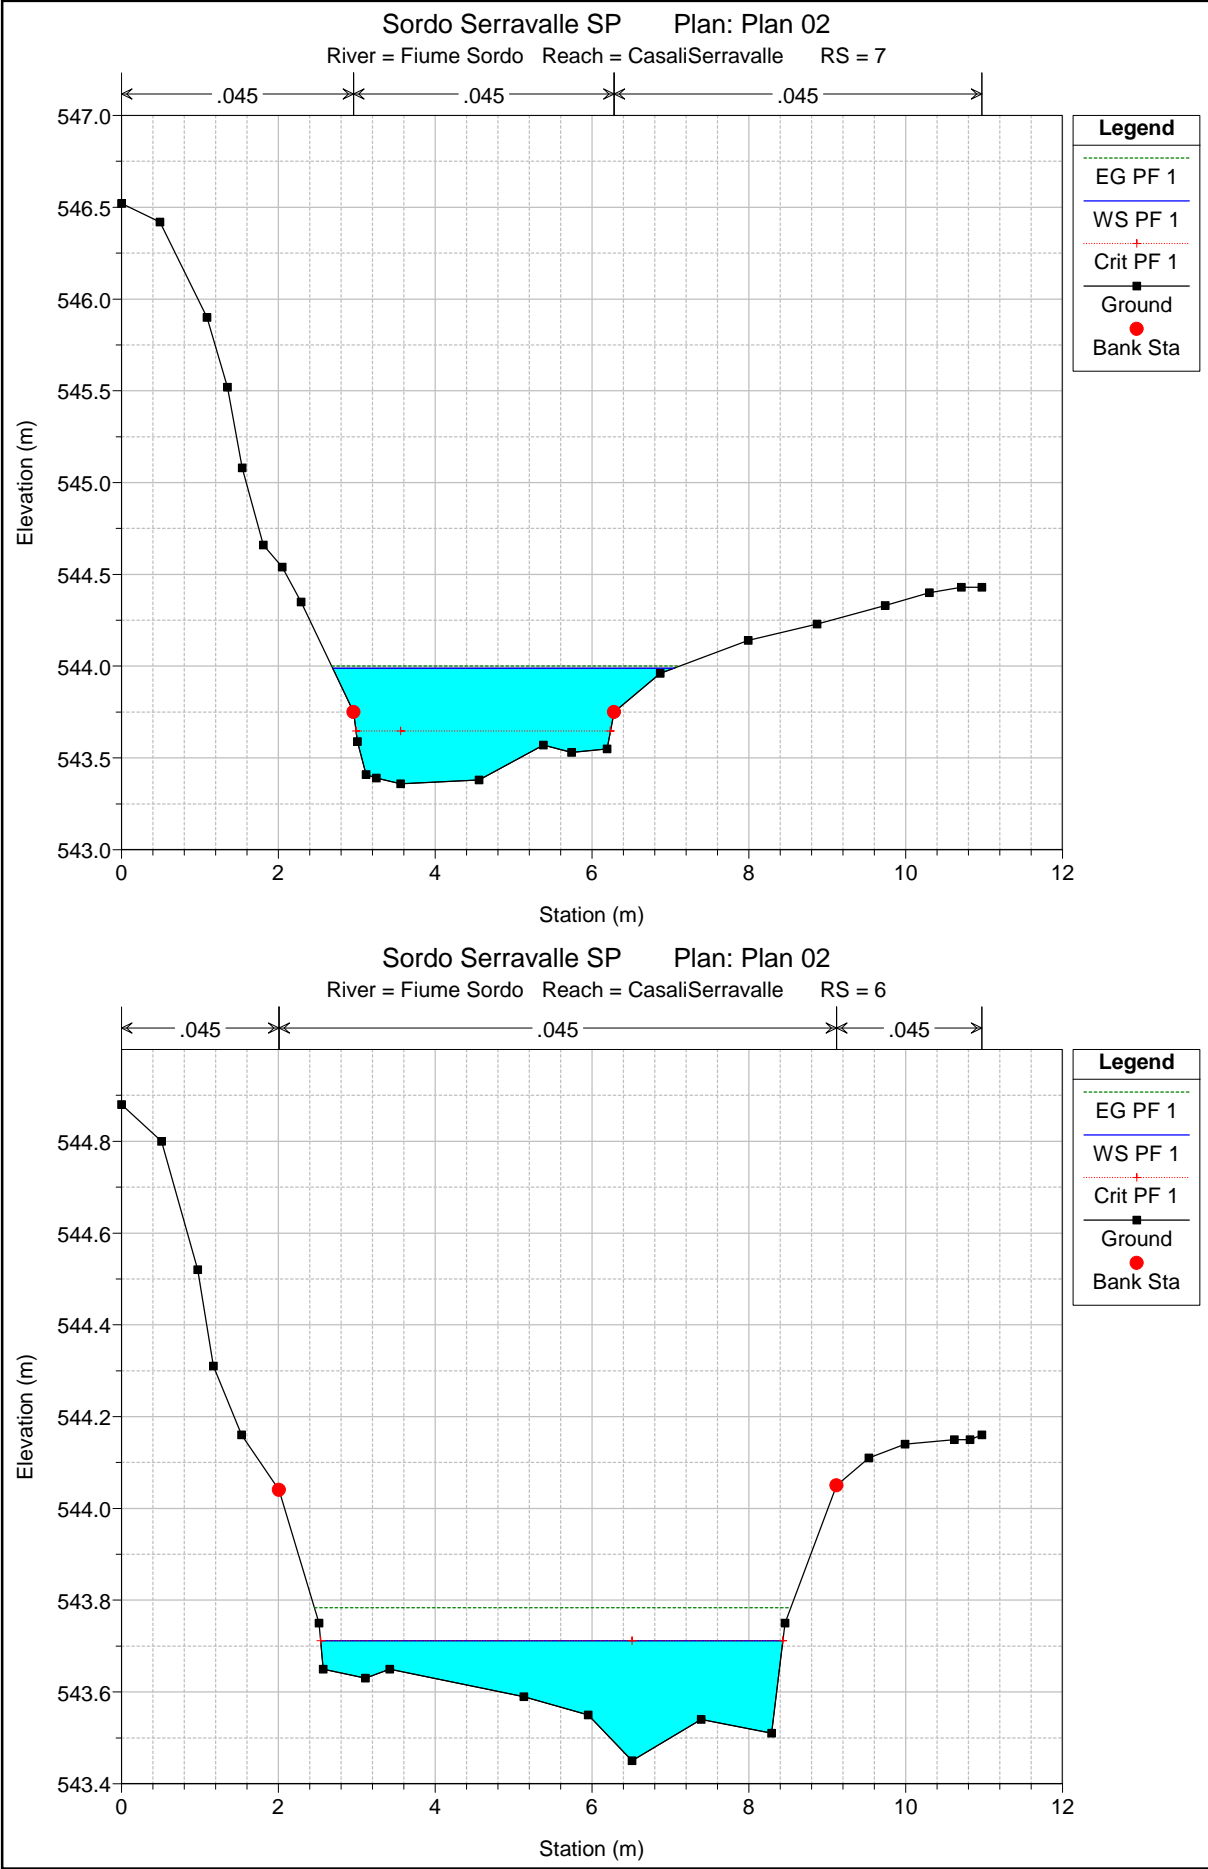 Sordo Serravalle SP Plan: Plan 02
River = Fiume Sordo Reach = CasaliSerravalle RS = 7
.045 .045 .045
547.0
546.5
546.0
545.5
545.0
544.5
544.0
543.5
543.0
Elevation (m)
0 2 4 6 8 10 12
Station (m)
Legend
EG PF 1
WS PF 1
Crit PF 1
Ground
Bank Sta
Sordo Serravalle SP Plan: Plan 02
River = Fiume Sordo Reach = CasaliSerravalle RS = 6
.045 .045 .045
544.8
544.6
544.4
544.2
544.0
543.8
543.6
543.4
Elevation (m)
0 2 4 6 8 10 12
Station (m)
Legend
EG PF 1
WS PF 1
Crit PF 1
Ground
Bank Sta